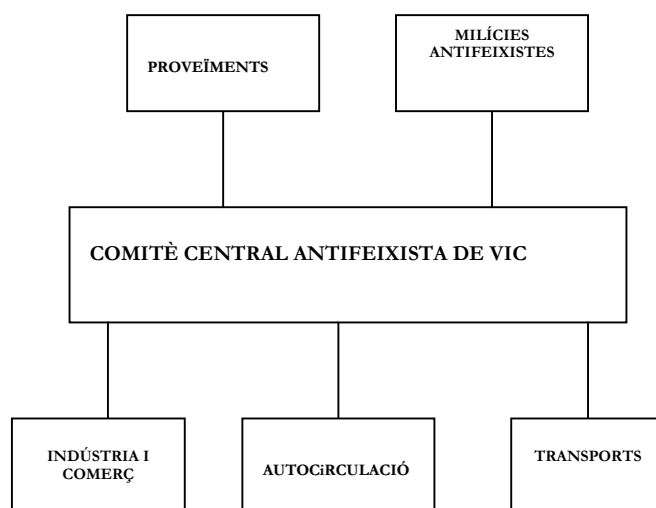 PROVEÏMENTS
MILÍCIES
ANTIFEIXISTES
COMITÈ CENTRAL ANTIFEIXISTA DE VIC
INDÚSTRIA I
COMERÇ
AUTOCiRCULACIÓ
TRANSPORTS